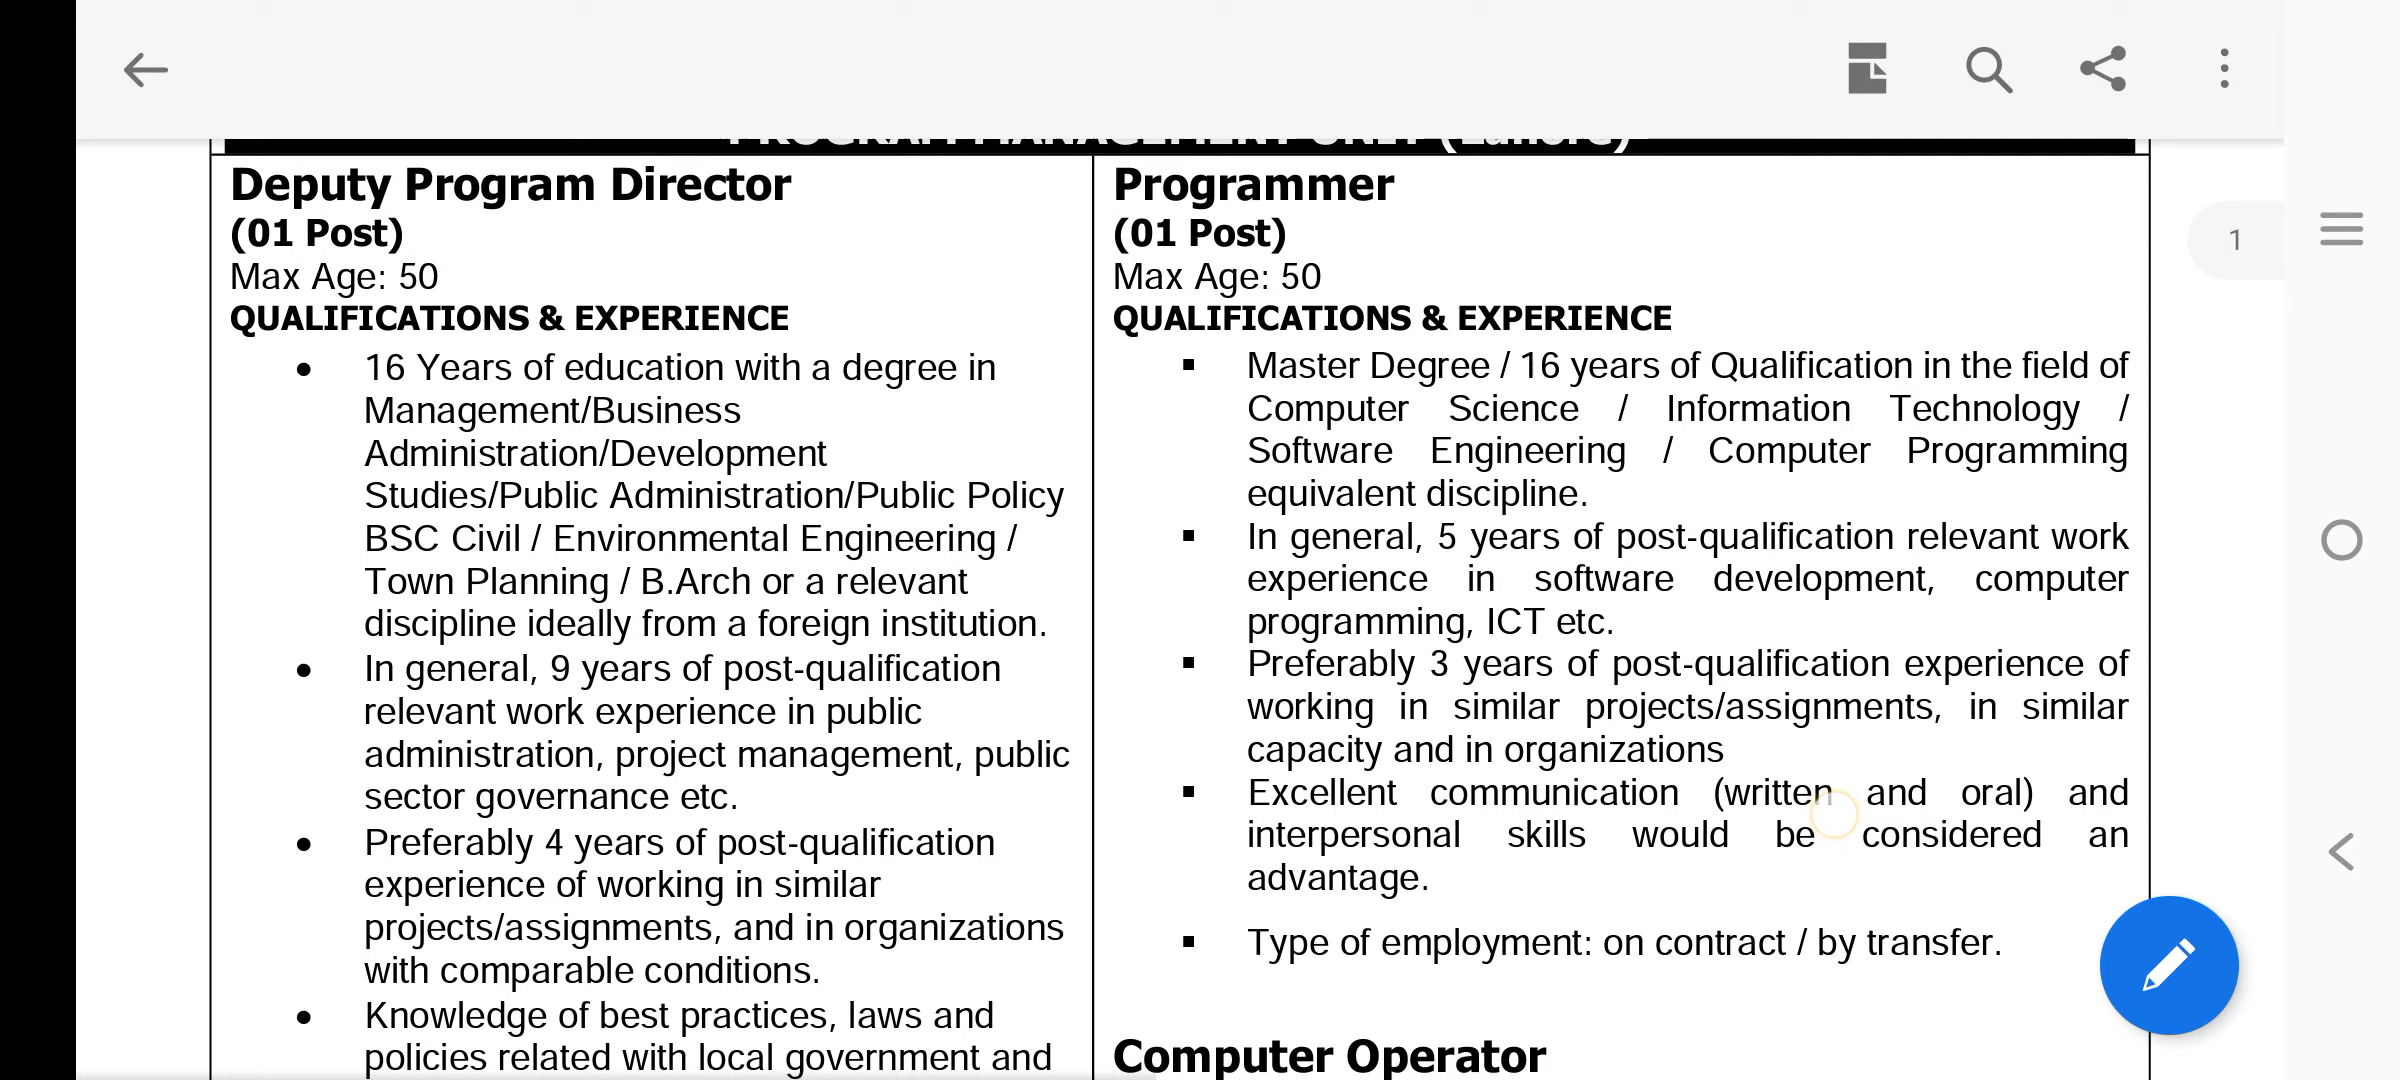 PROGRAM MANAGEMENT UNIT (Lahore)
Deputy Program Director
(01 Post)
Max Age: 50
QUALIFICATIONS & EXPERIENCE
• 16 Years of education with a degree in
Management/Business
Administration/Development
Studies/Public Administration/Public Policy
BSC Civil / Environmental Engineering /
Town Planning / B.Arch or a relevant
discipline ideally from a foreign institution.
• In general, 9 years of post-qualification
relevant work experience in public
administration, project management, public
sector governance etc.
• Preferably 4 years of post-qualification
experience of working in similar
projects/assignments, and in organizations
with comparable conditions.
• Knowledge of best practices, laws and
policies related with local government and
Programmer
(01 Post)
Max Age: 50
QUALIFICATIONS & EXPERIENCE
▪ Master Degree / 16 years of Qualification in the field of
Computer Science / Information Technology /
Software Engineering / Computer Programming
equivalent discipline.
▪ In general, 5 years of post-qualification relevant work
experience in software development, computer
programming, ICT etc.
▪ Preferably 3 years of post-qualification experience of
working in similar projects/assignments, in similar
capacity and in organizations
▪ Excellent communication (written and oral) and
interpersonal skills would be considered an
advantage.
▪ Type of employment: on contract / by transfer.
Computer Operator
1